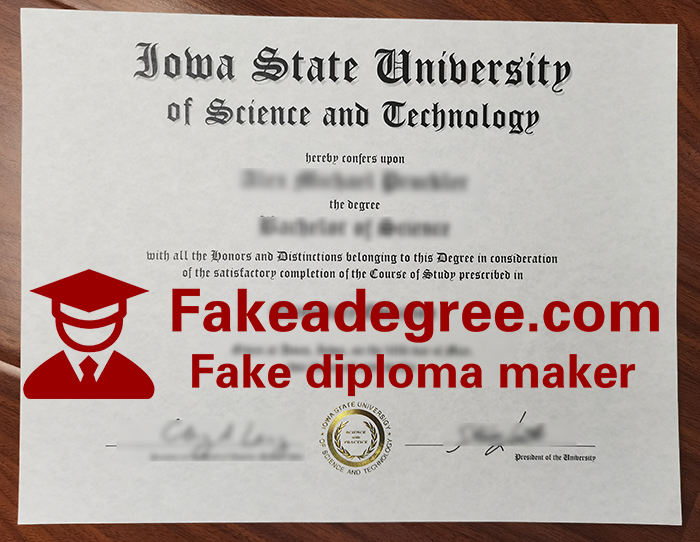 Iowa State University
of Science and Technology
hereby confers upon
the degree
Bachelor of Science
with all the Honors and Distinctions belonging to this Degree in consideration
of the satisfactory completion of the Course of Study prescribed in
Fakeadegree.com
Fake diploma maker
IOWA STATE UNIVERSITY
SCIENCE
with
PRACTICE
OF SCIENCE AND TECHNOLOGY
President of the University